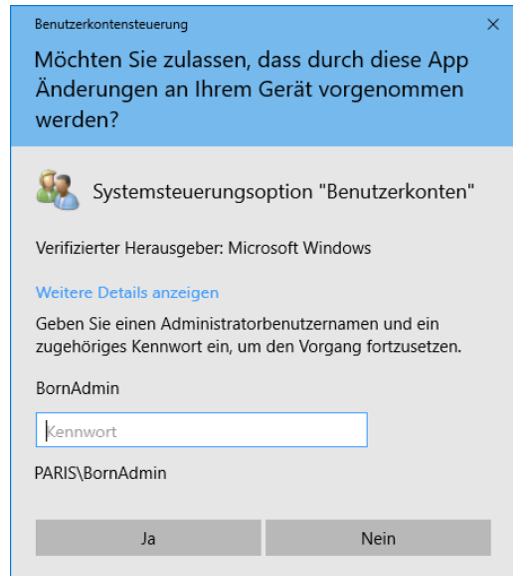 Benutzerkontensteuerung
Möchten Sie zulassen, dass durch diese App
Änderungen an Ihrem Gerät vorgenommen
werden?
Systemsteuerungsoption "Benutzerkonten"
Verifizierter Herausgeber: Microsoft Windows
Weitere Details anzeigen
Geben Sie einen Administratorbenutzernamen und ein
zugehöriges Kennwort ein, um den Vorgang fortzusetzen.
BornAdmin
Kennwort
PARIS\BornAdmin
Ja
Nein